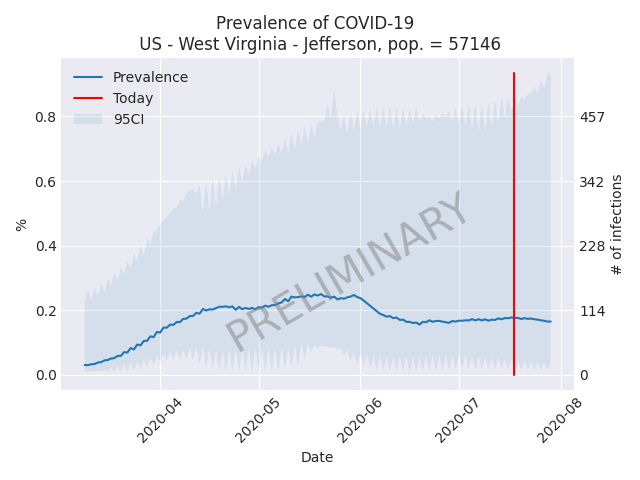 Prevalence of COVID-19
US - West Virginia - Jefferson, pop. = 57146
Prevalence
Today
95CI
0.8
0.6
0.4
0.2
0.0
%
457
342
228
114
0
# of infections
PRELIMINARY
2020-04
2020-05
2020-06
2020-07
2020-08
Date